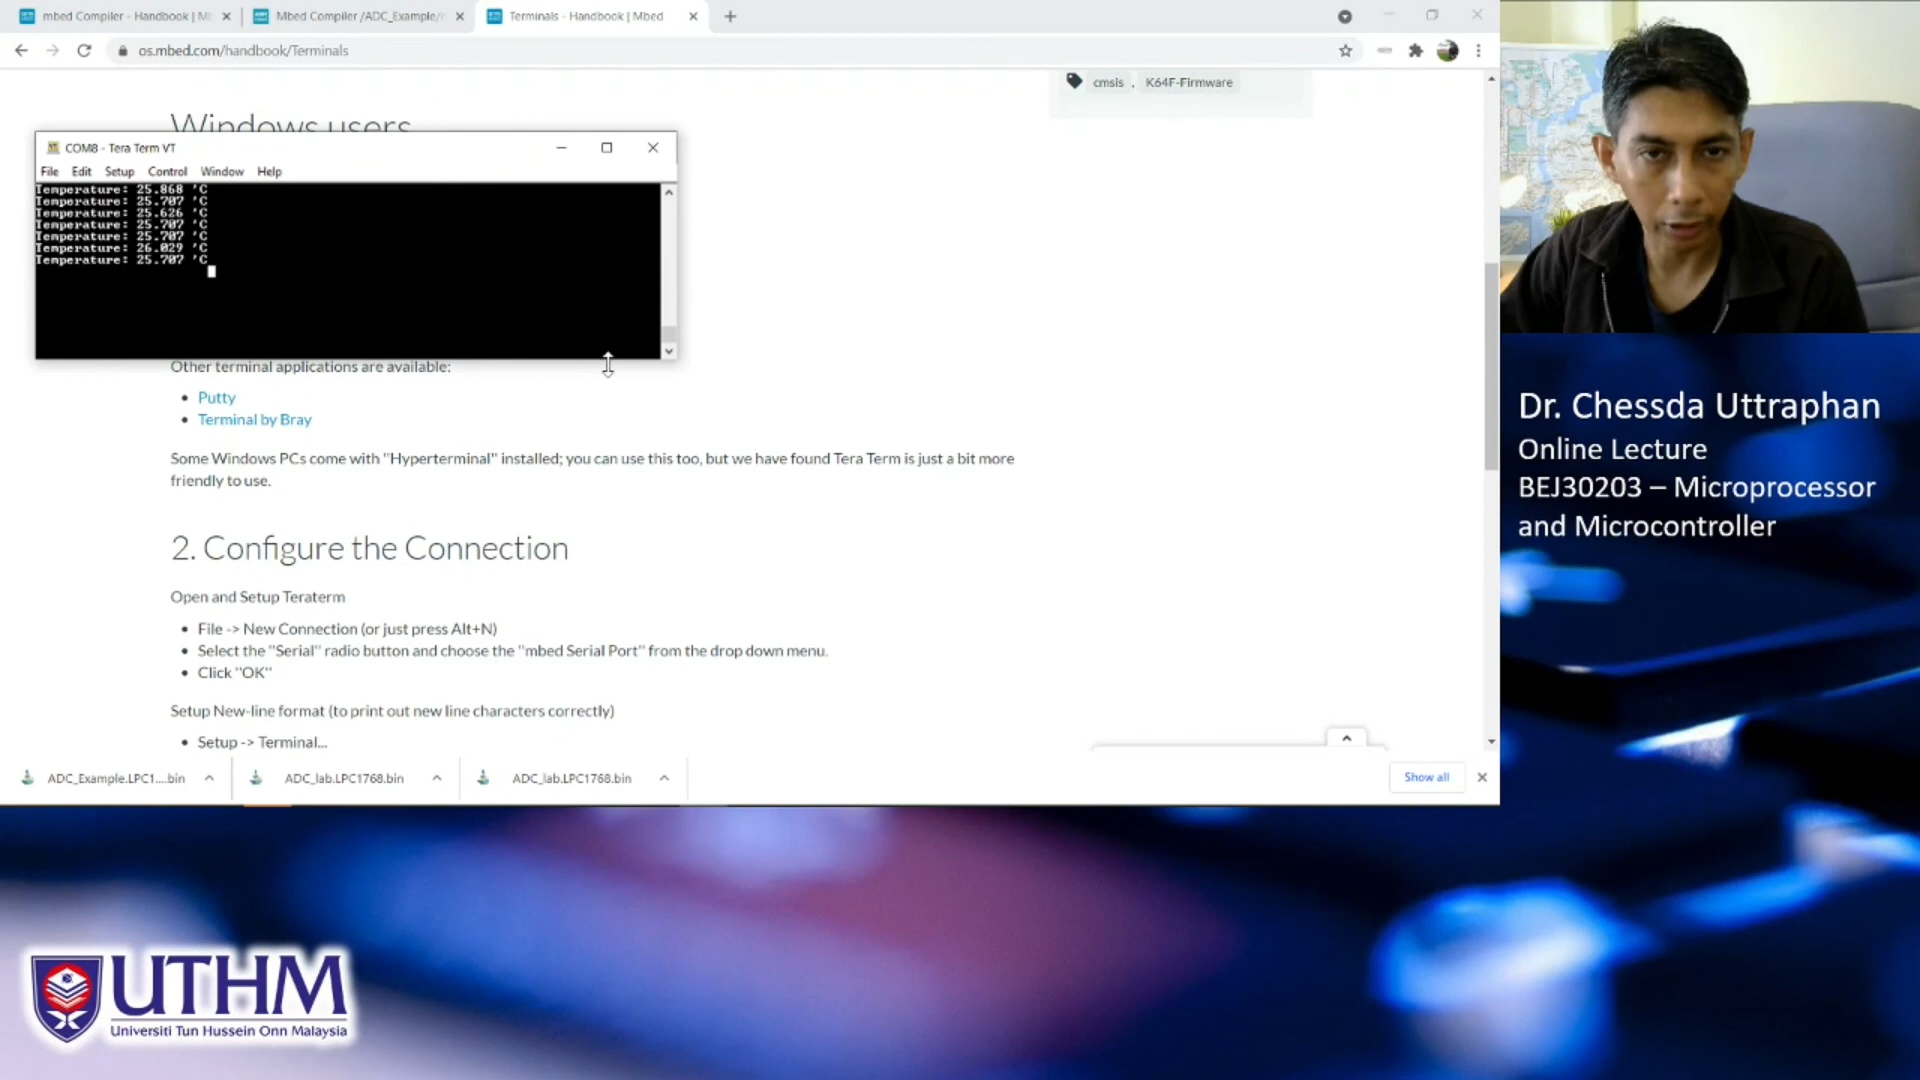 mbed Compiler - Handbook | M
Mbed Compiler /ADC_Example/
Terminals - Handbook | Mbed
os.mbed.com/handbook/Terminals
cmsis , K64F-Firmware
Windows users
COM8 - Tera Term VT
File Edit Setup Control Window Help
Temperature: 25.868 'C
Temperature: 25.707 'C
Temperature: 25.626 'C
Temperature: 25.707 'C
Temperature: 25.707 'C
Temperature: 26.029 'C
Temperature: 25.707 'C
Other terminal applications are available:
Putty
Terminal by Bray
Some Windows PCs come with "Hyperterminal" installed; you can use this too, but we have found Tera Term is just a bit more
friendly to use.
2. Configure the Connection
Open and Setup Teraterm
File -> New Connection (or just press Alt+N)
Select the "Serial" radio button and choose the "mbed Serial Port" from the drop down menu.
Click "OK"
Setup New-line format (to print out new line characters correctly)
Setup -> Terminal...
ADC_Example.LPC1....bin
ADC_lab.LPC1768.bin
ADC_lab.LPC1768.bin
Show all
Dr. Chessda Uttraphan
Online Lecture
BEJ30203 – Microprocessor
and Microcontroller
UTHM
Universiti Tun Hussein Onn Malaysia